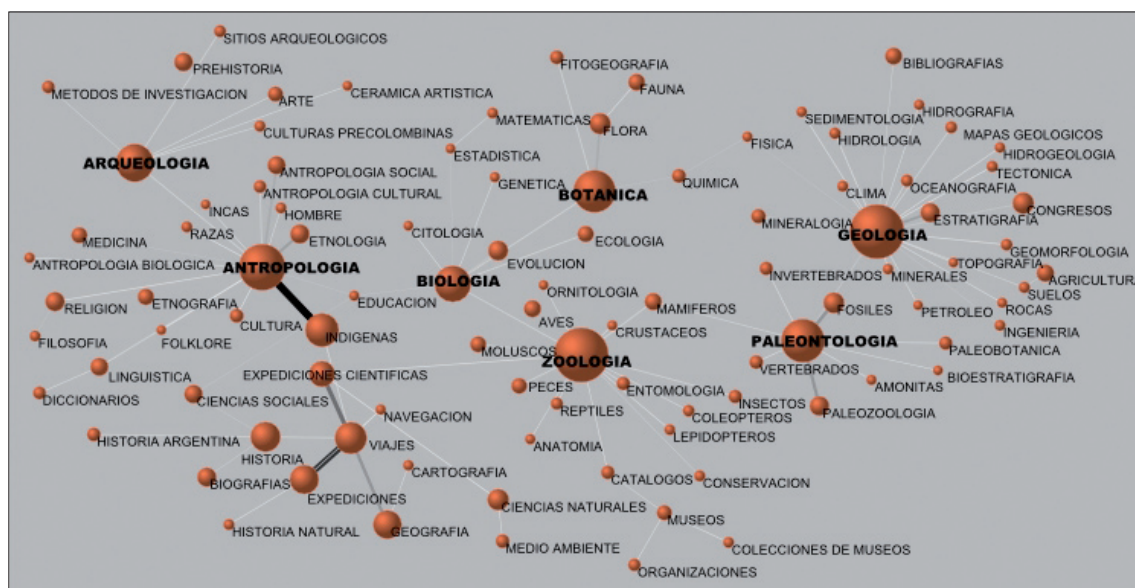 SITIOS ARQUEOLOGICOS
PREHISTORIA
METODOS DE INVESTIGACION
ARTE
CERAMICA ARTISTICA
CULTURAS PRECOLOMBINAS
ARQUEOLOGIA
ANTROPOLOGIA SOCIAL
ANTROPOLOGIA CULTURAL
INCAS
HOMBRE
RAZAS
MEDICINA
ETNOLOGIA
ANTROPOLOGIA BIOLOGICA
ANTROPOLOGIA
RELIGION
ETNOGRAFIA
CULTURA
EDUCACION
FILOSOFIA
FOLKLORE
INDIGENAS
LINGUISTICA
EXPEDICIONES CIENTIFICAS
DICCIONARIOS
CIENCIAS SOCIALES
NAVEGACION
HISTORIA ARGENTINA
HISTORIA
VIAJES
BIOGRAFIAS
EXPEDICIONES
CARTOGRAFIA
HISTORIA NATURAL
GEOGRAFIA
CIENCIAS NATURALES
MEDIO AMBIENTE
FITOGEOGRAFIA
FAUNA
MATEMATICAS
FLORA
ESTADISTICA
GENETICA
BOTANICA
QUIMICA
CITOLOGIA
ECOLOGIA
EVOLUCION
BIOLOGIA
ORNITOLOGIA
MAMIFEROS
AVES
CRUSTACEOS
MOLUSCOS
ZOOLOGIA
PECES
ENTOMOLOGIA
REPTILES
COLEOPTEROS
INSECTOS
ANATOMIA
LEPIDOPTEROS
CATALOGOS
CONSERVACION
MUSEOS
COLECCIONES DE MUSEOS
ORGANIZACIONES
BIBLIOGRAFIAS
SEDIMENTOLOGIA
HIDROGRAFIA
FISICA
HIDROLOGIA
MAPAS GEOLOGICOS
HIDROGEOLOGIA
TECTONICA
CLIMA
OCEANOGRAFIA
MINERALOGIA
ESTRATIGRAFIA
CONGRESOS
GEOLOGIA
GEOMORFOLOGIA
TOPOGRAFIA
INVERTEBRADOS
MINERALES
AGRICULTURA
SUELOS
FOSILES
PETROLEO
ROCAS
INGENIERIA
PALEONTOLOGIA
PALEOBOTANICA
VERTEBRADOS
AMONITAS
BIOESTRATIGRAFIA
PALEOZOOLOGIA